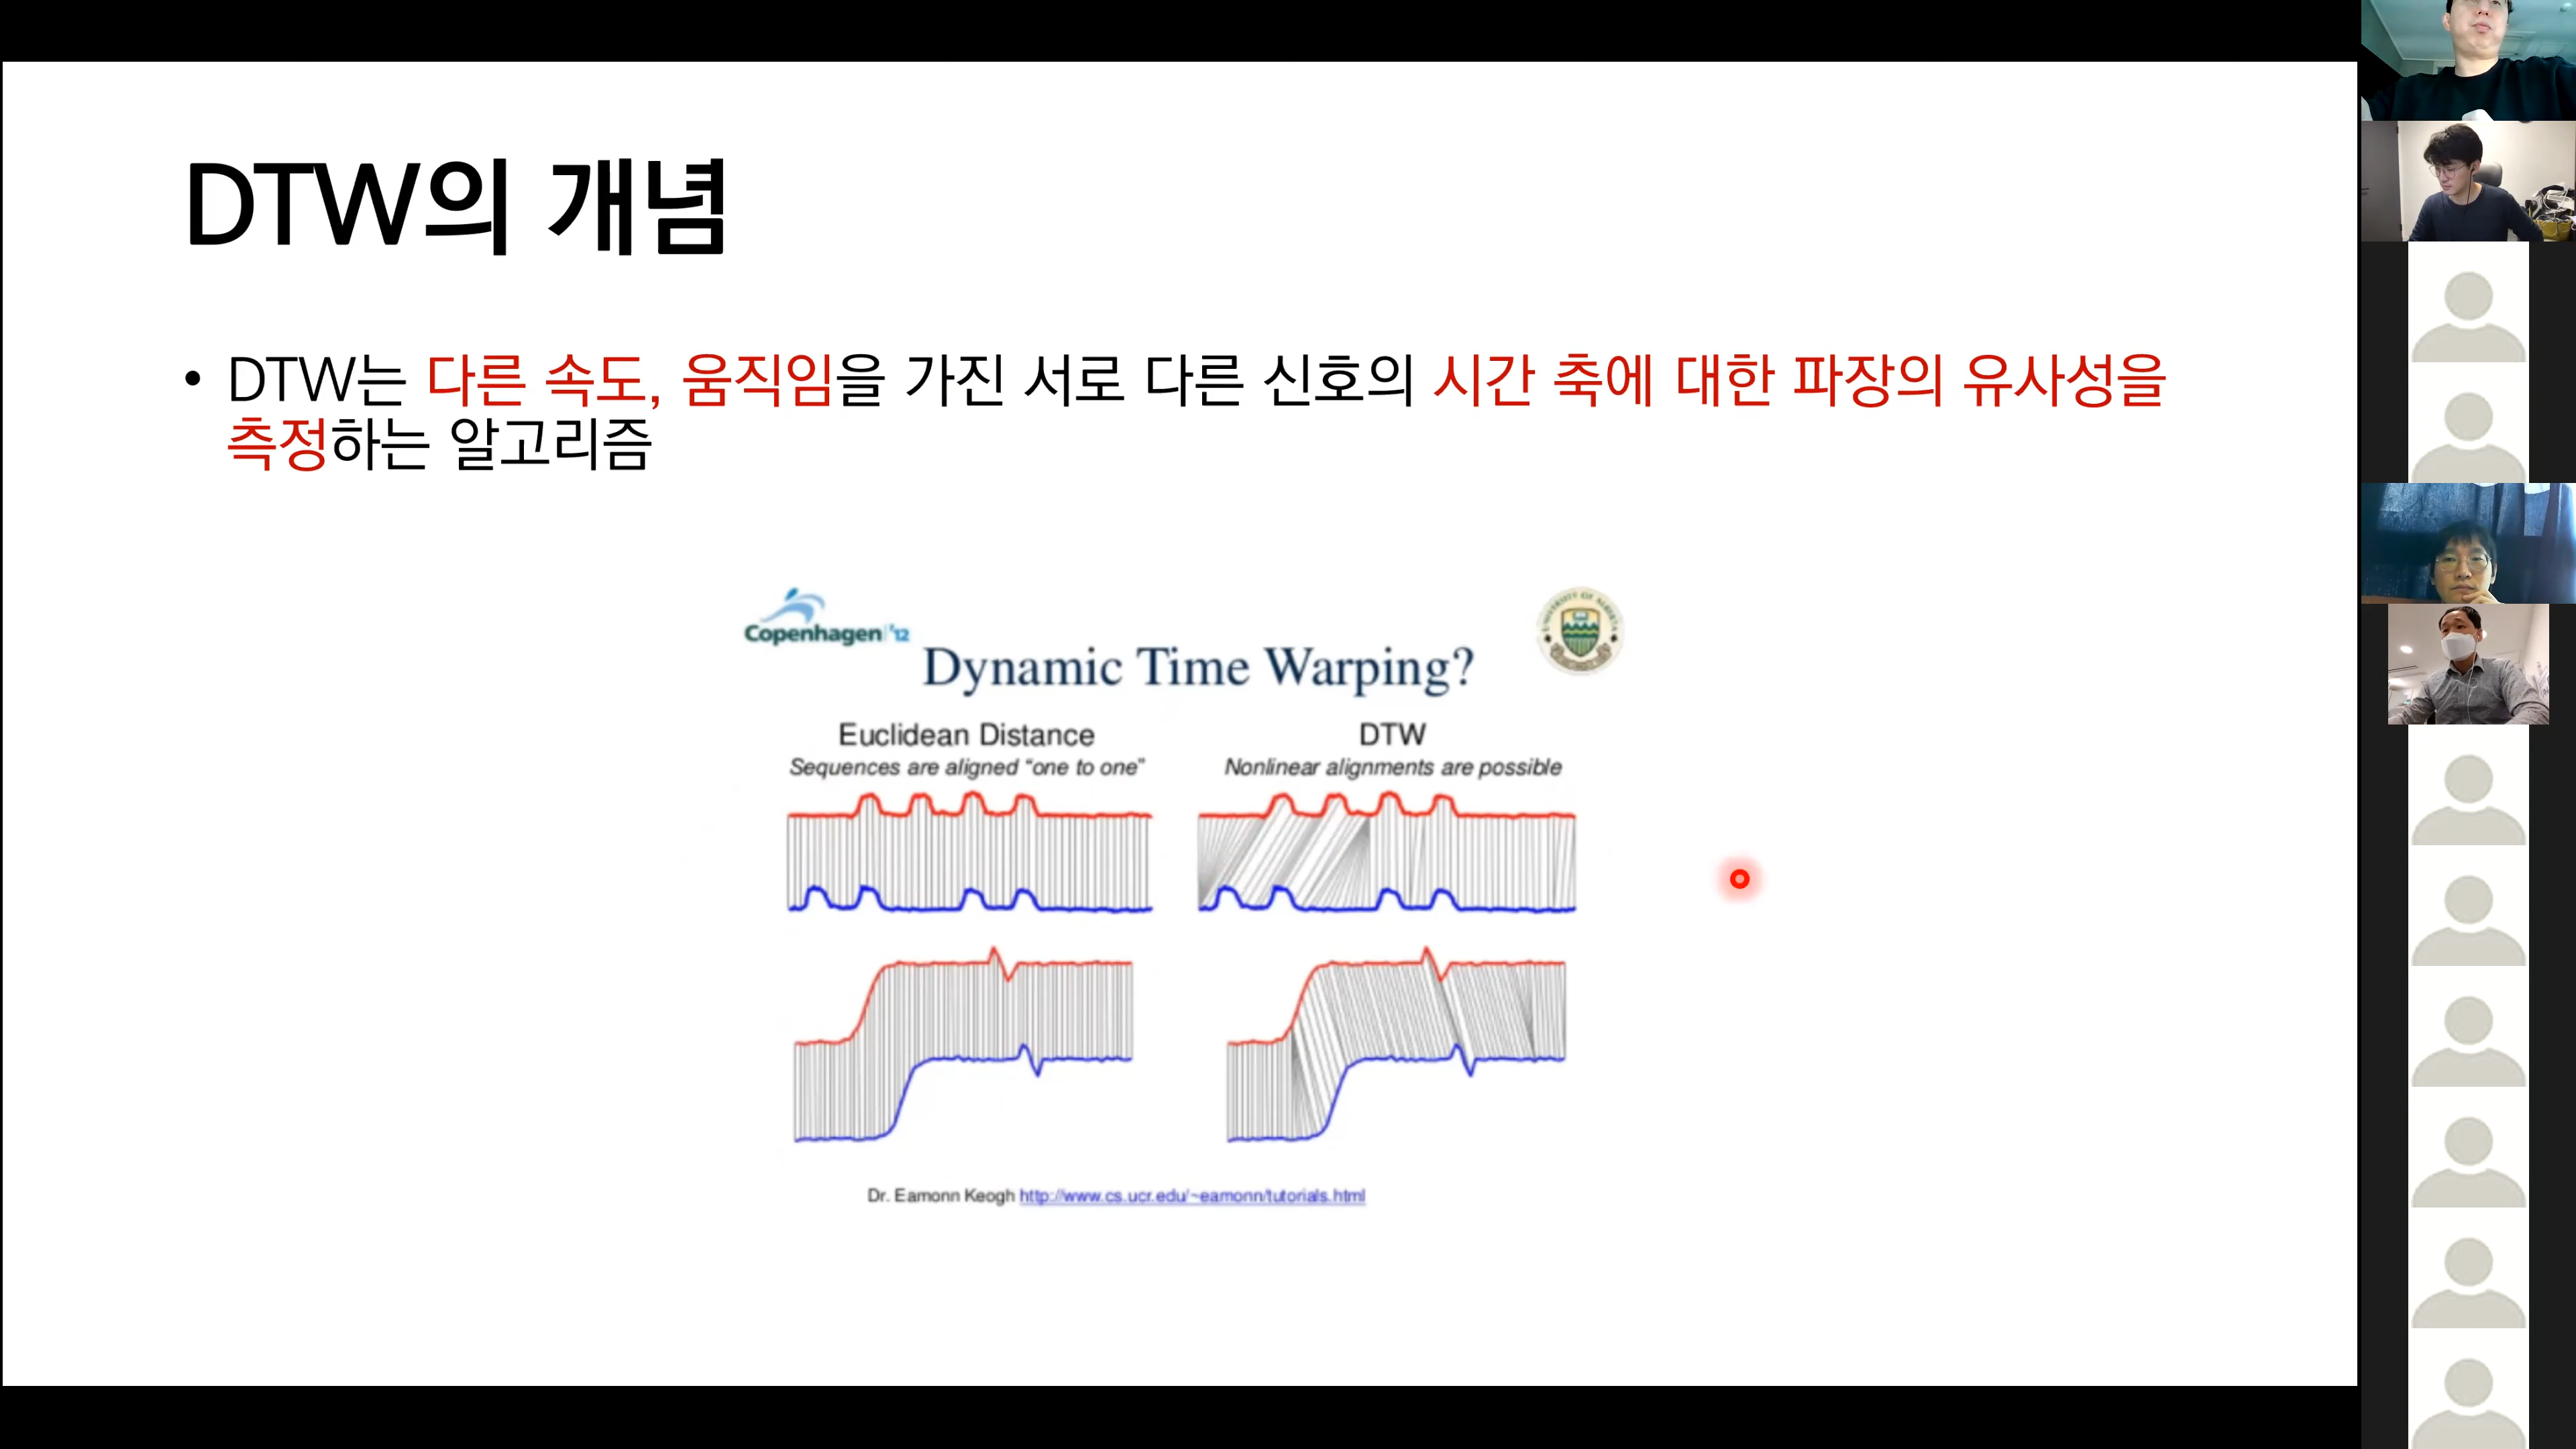 DTW의 개념
• DTW는 다른 속도, 움직임을 가진 서로 다른 신호의 시간 축에 대한 파장의 유사성을
측정하는 알고리즘
Copenhagen '12
UNIVERSITY OF ALBERTA
Dynamic Time Warping?
Euclidean Distance
Sequences are aligned “one to one”
DTW
Nonlinear alignments are possible
Dr. Eamonn Keogh http://www.cs.ucr.edu/~eamonn/tutorials.html